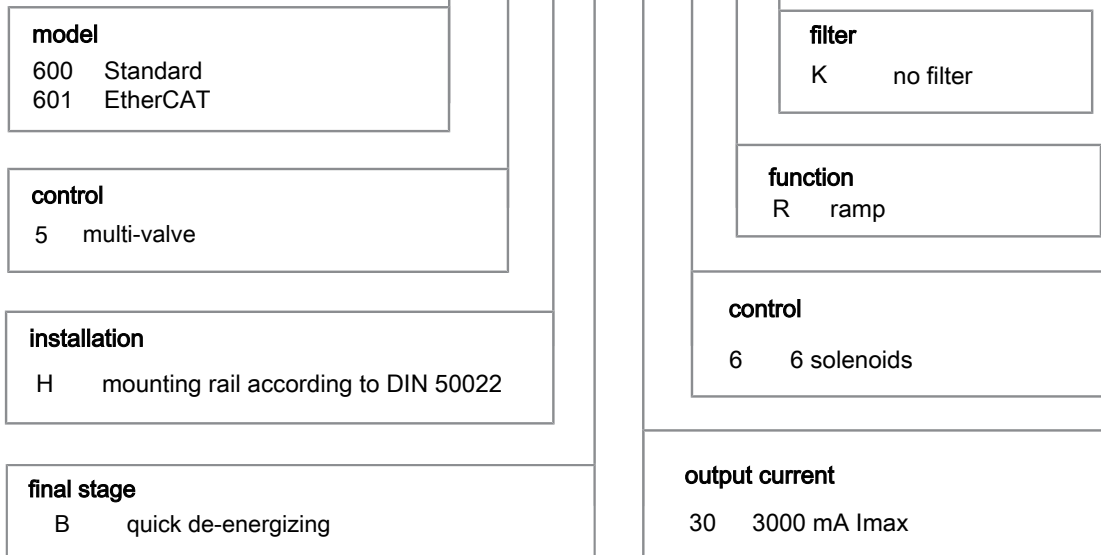 model
600 Standard
601 EtherCAT
control
5 multi-valve
installation
H mounting rail according to DIN 50022
final stage
B quick de-energizing
filter
K no filter
function
R ramp
control
6 6 solenoids
output current
30 3000 mA Imax